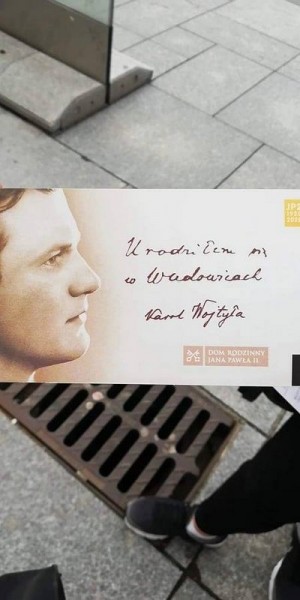 Urodziłem się
w Wadowicach
Karol Wojtyła
DOM RODZINNY
JANA PAWŁA II